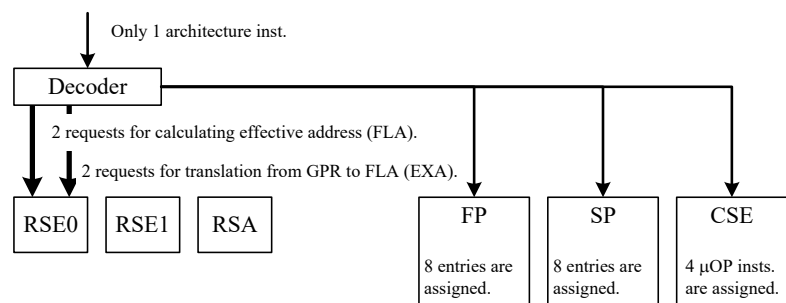 Only 1 architecture inst.
Decoder
2 requests for calculating effective address (FLA).
2 requests for translation from GPR to FLA (EXA).
RSE0
RSE1
RSA
FP
8 entries are
assigned.
SP
8 entries are
assigned.
CSE
4 μOP insts.
are assigned.